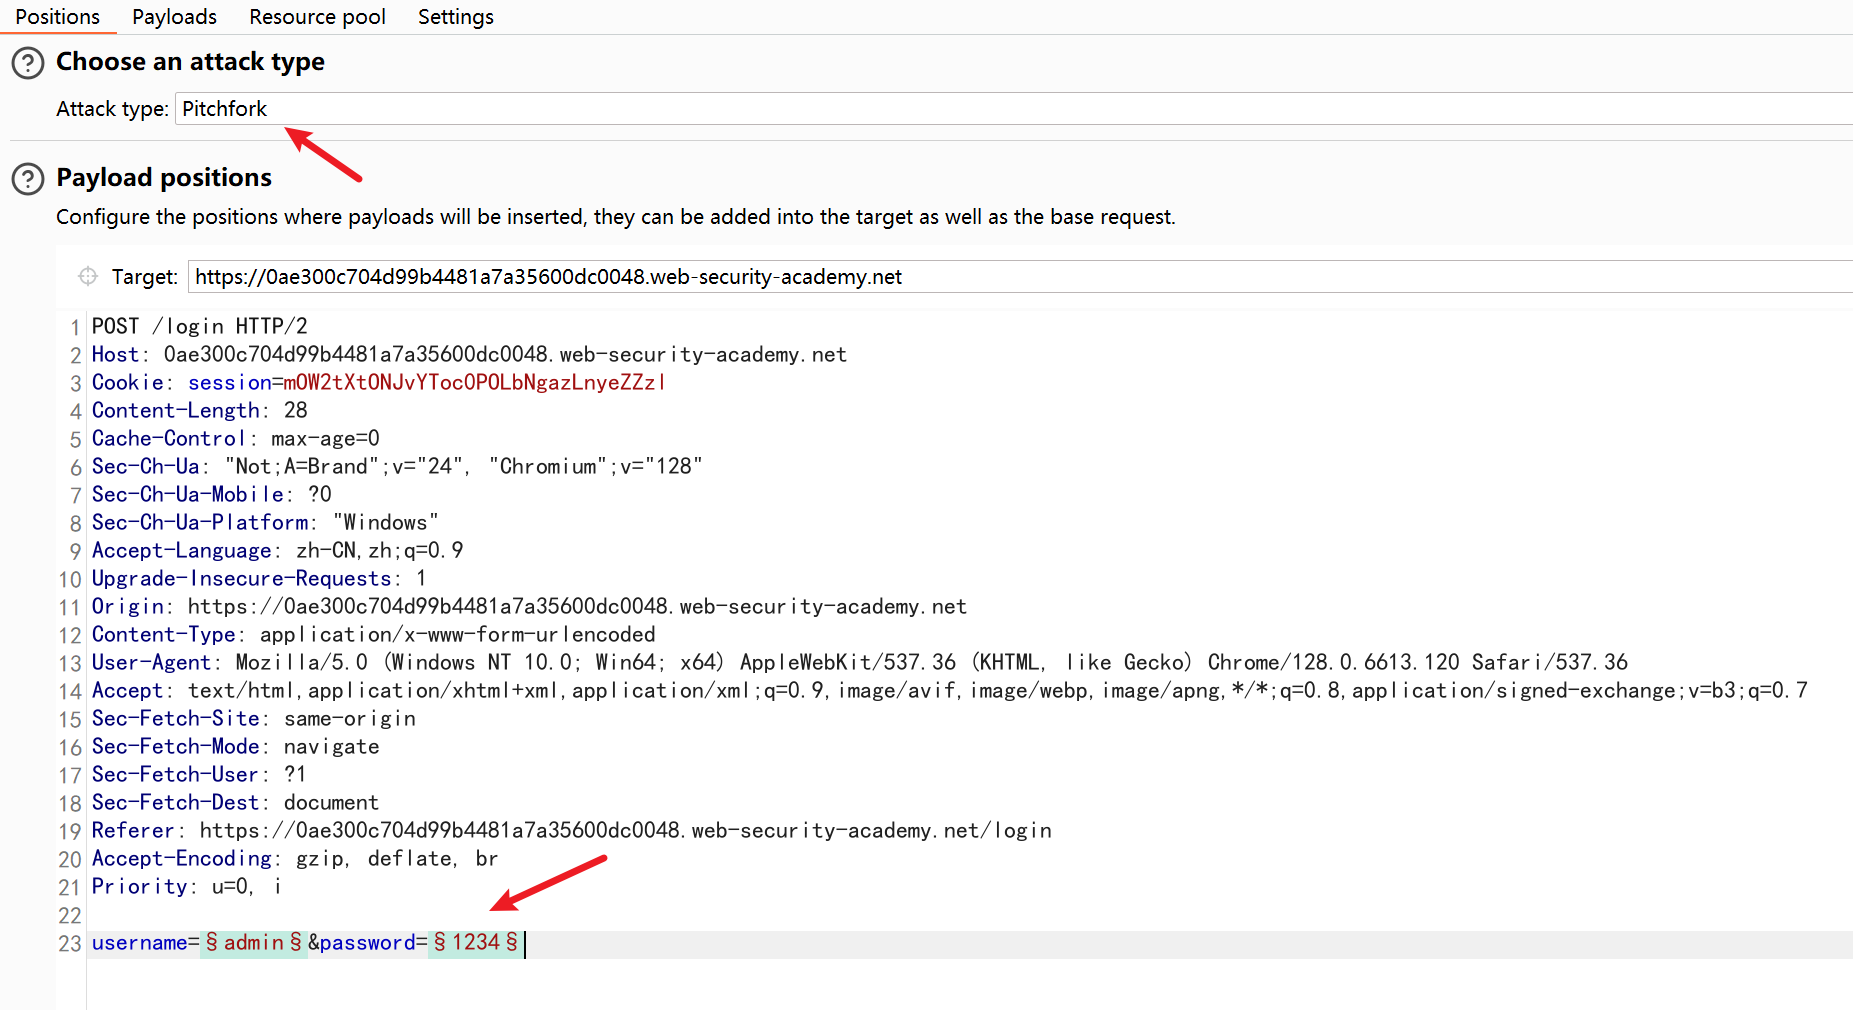 Positions Payloads Resource pool Settings
? Choose an attack type
Attack type: Pitchfork
? Payload positions
Configure the positions where payloads will be inserted, they can be added into the target as well as the base request.
Target: https://0ae300c704d99b4481a7a35600dc0048.web-security-academy.net
1 POST /login HTTP/2
2 Host: 0ae300c704d99b4481a7a35600dc0048.web-security-academy.net
3 Cookie: session=mOW2tXtONJvYToc0POLbNgazLnyeZZzl
4 Content-Length: 28
5 Cache-Control: max-age=0
6 Sec-Ch-Ua: "Not;A=Brand";v="24", "Chromium";v="128"
7 Sec-Ch-Ua-Mobile: ?0
8 Sec-Ch-Ua-Platform: "Windows"
9 Accept-Language: zh-CN,zh;q=0.9
10 Upgrade-Insecure-Requests: 1
11 Origin: https://0ae300c704d99b4481a7a35600dc0048.web-security-academy.net
12 Content-Type: application/x-www-form-urlencoded
13 User-Agent: Mozilla/5.0 (Windows NT 10.0; Win64; x64) AppleWebKit/537.36 (KHTML, like Gecko) Chrome/128.0.6613.120 Safari/537.36
14 Accept: text/html,application/xhtml+xml,application/xml;q=0.9,image/avif,image/webp,image/apng,*/*;q=0.8,application/signed-exchange;v=b3;q=0.7
15 Sec-Fetch-Site: same-origin
16 Sec-Fetch-Mode: navigate
17 Sec-Fetch-User: ?1
18 Sec-Fetch-Dest: document
19 Referer: https://0ae300c704d99b4481a7a35600dc0048.web-security-academy.net/login
20 Accept-Encoding: gzip, deflate, br
21 Priority: u=0, i
22
23 username=§admin§&password=§1234§